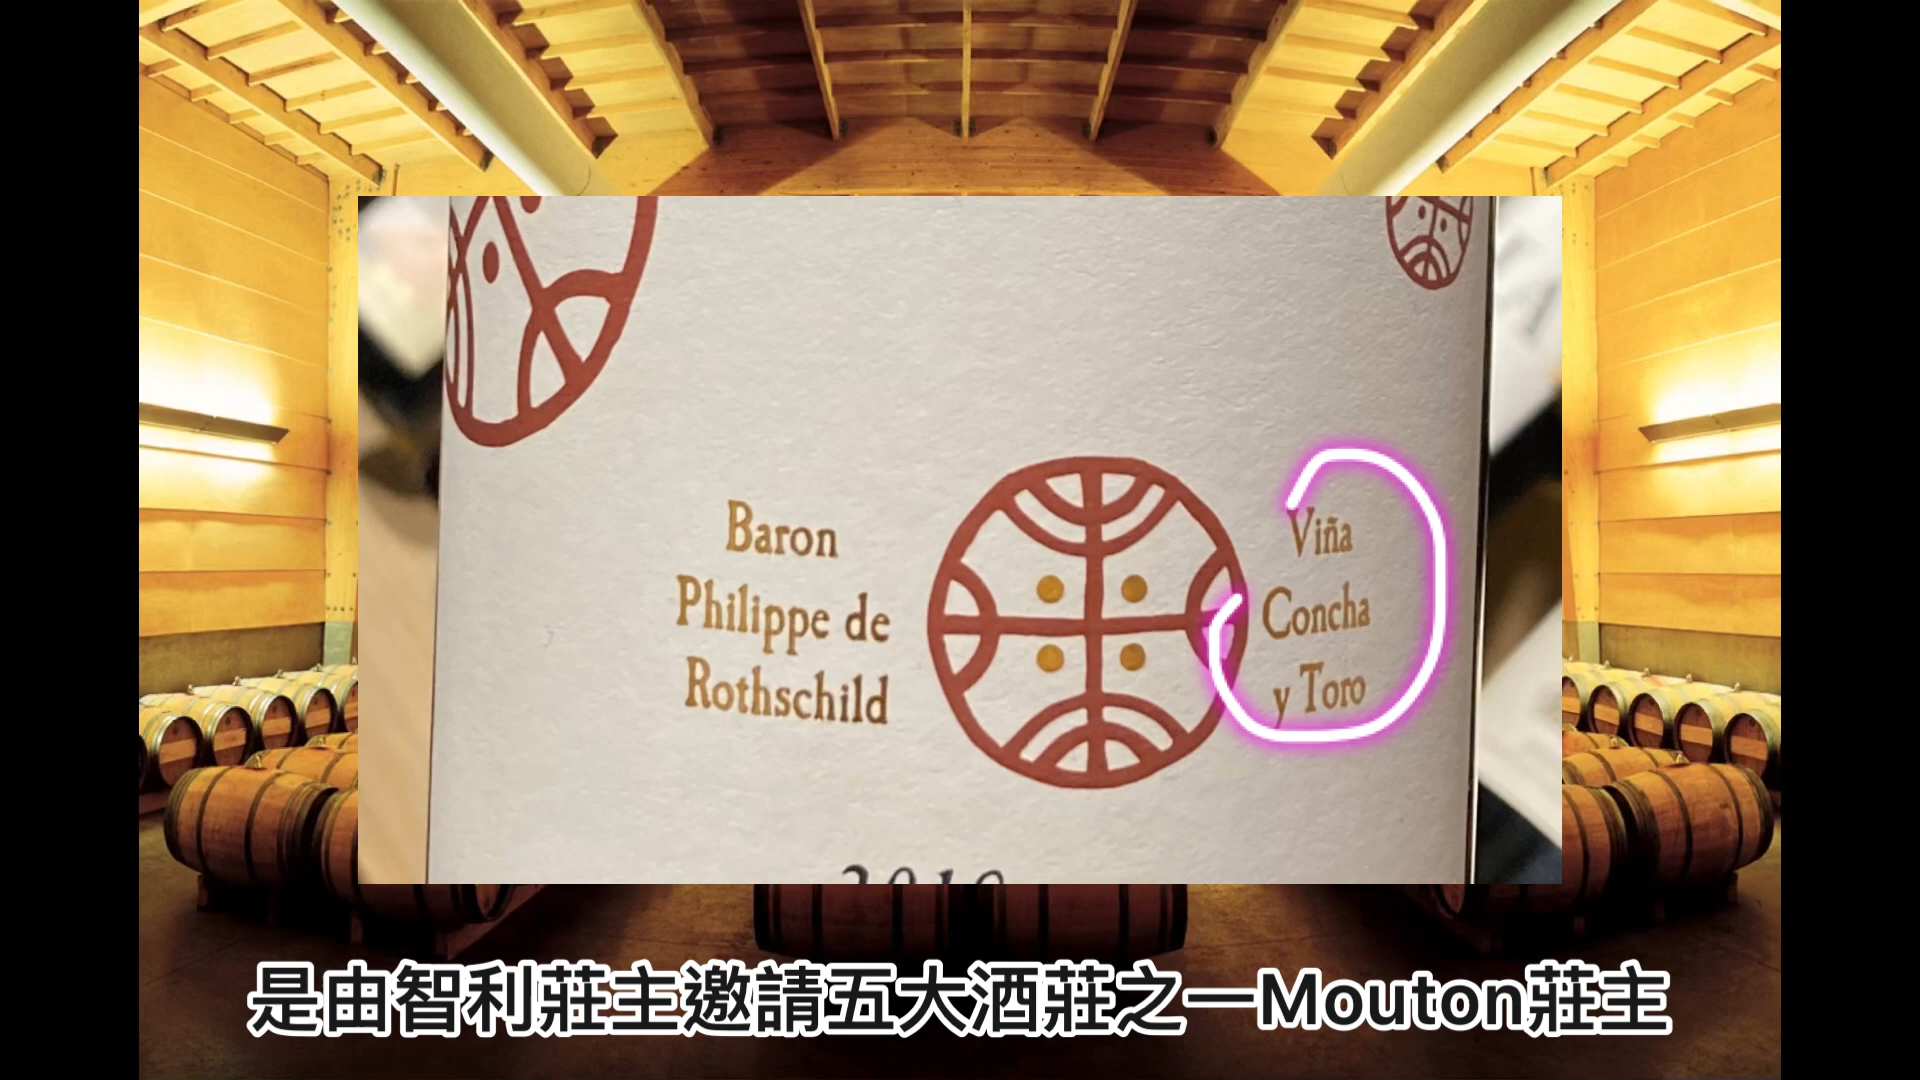 Baron
Philippe de
Rothschild
Viña
Concha
y Toro
是由智利莊主邀請五大酒莊之一Mouton莊主